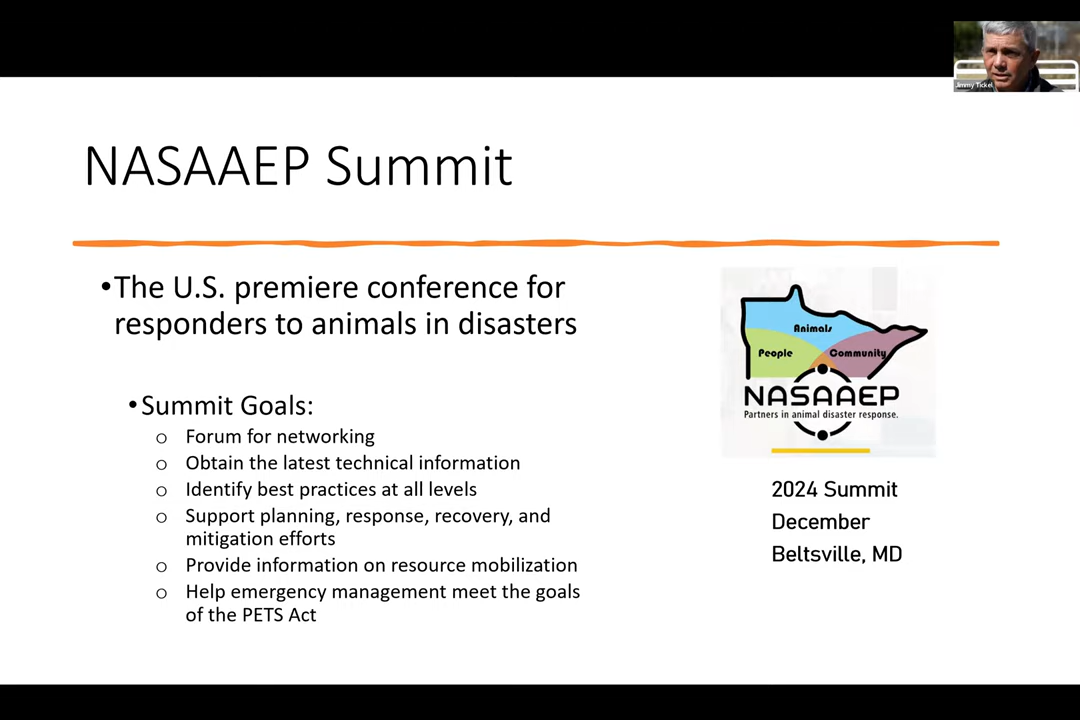 Jimmy Tickel
NASAAEP Summit
•The U.S. premiere conference for
responders to animals in disasters
•Summit Goals:
o Forum for networking
o Obtain the latest technical information
o Identify best practices at all levels
o Support planning, response, recovery, and
mitigation efforts
o Provide information on resource mobilization
o Help emergency management meet the goals
of the PETS Act
Animals
People
Community
NASAAEP
Partners in animal disaster response.
2024 Summit
December
Beltsville, MD